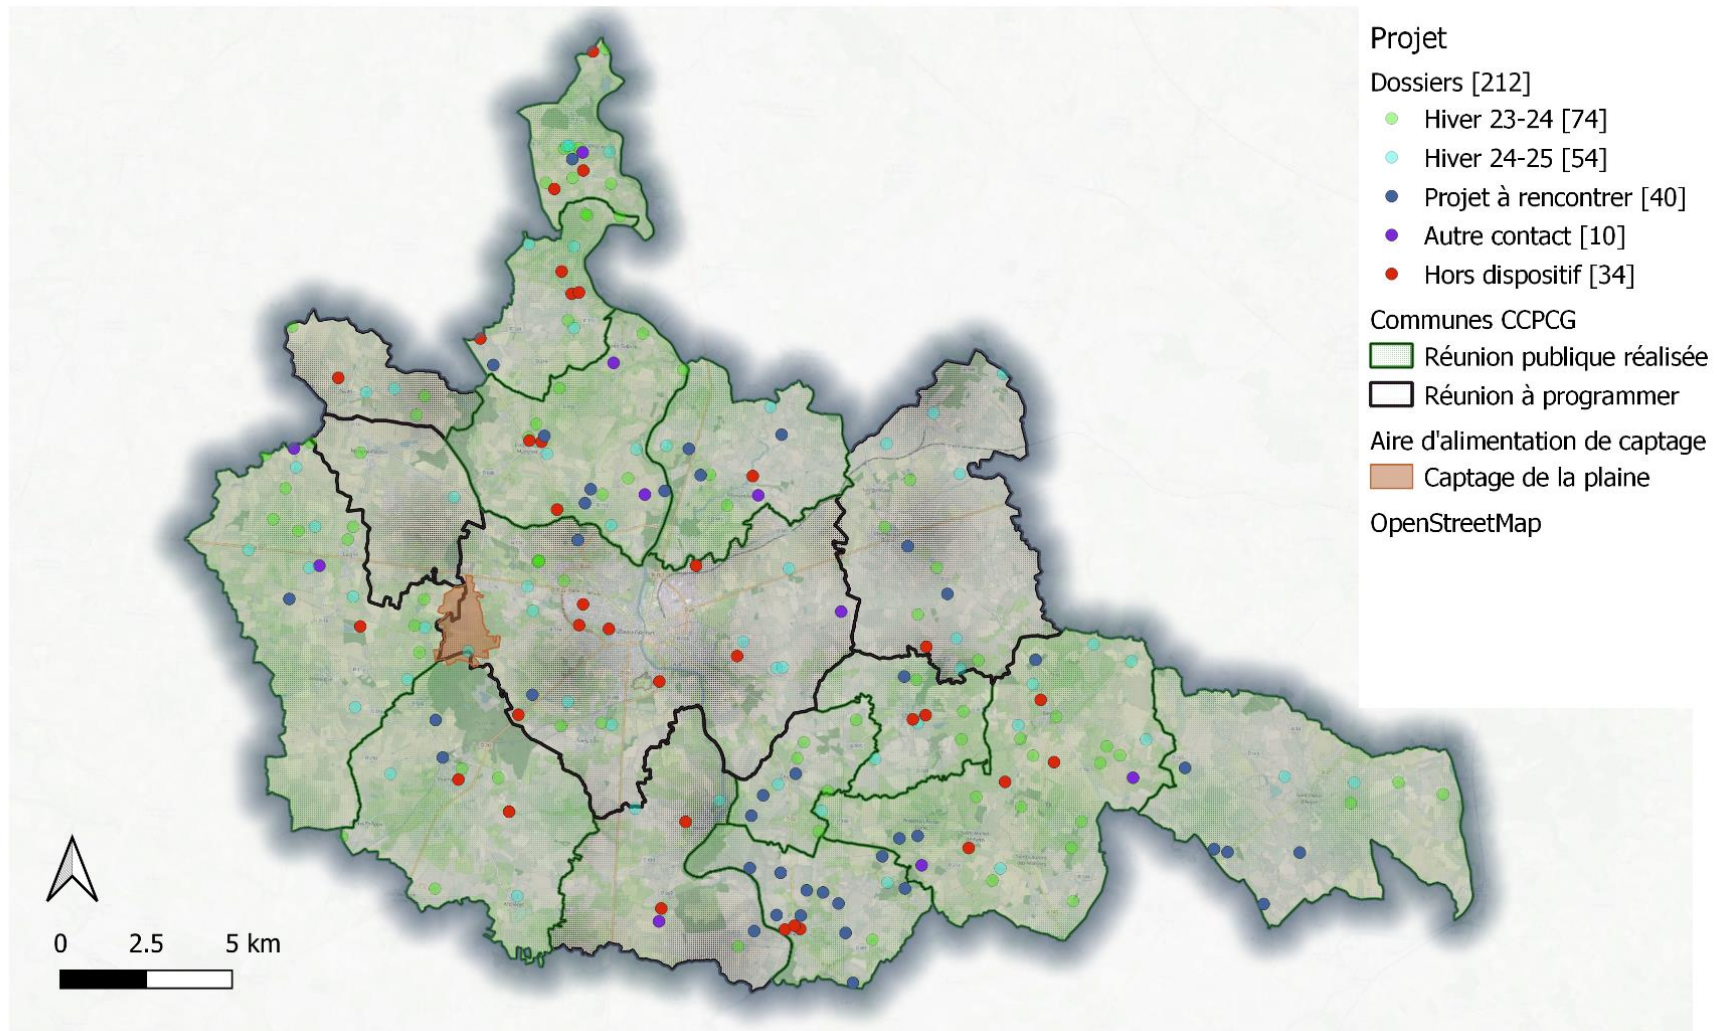 Projet
Dossiers [212]
Hiver 23-24 [74]
Hiver 24-25 [54]
Projet à rencontrer [40]
Autre contact [10]
Hors dispositif [34]
Communes CCPCG
Réunion publique réalisée
Réunion à programmer
Aire d'alimentation de captage
Captage de la plaine
OpenStreetMap
0 2.5 5 km